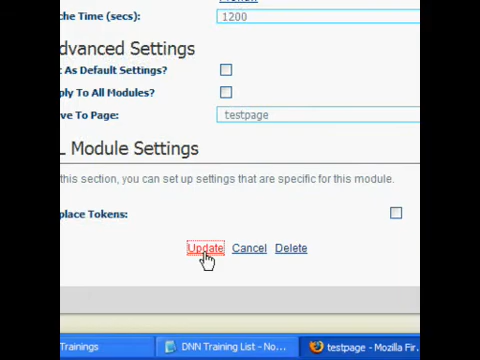 che Time (secs): 1200
dvanced Settings
t As Default Settings?
ply To All Modules?
ve To Page: testpage
L Module Settings
this section, you can set up settings that are specific for this module.
place Tokens:
Update Cancel Delete
Trainings DNN Training List - No... testpage - Mozilla Fir...